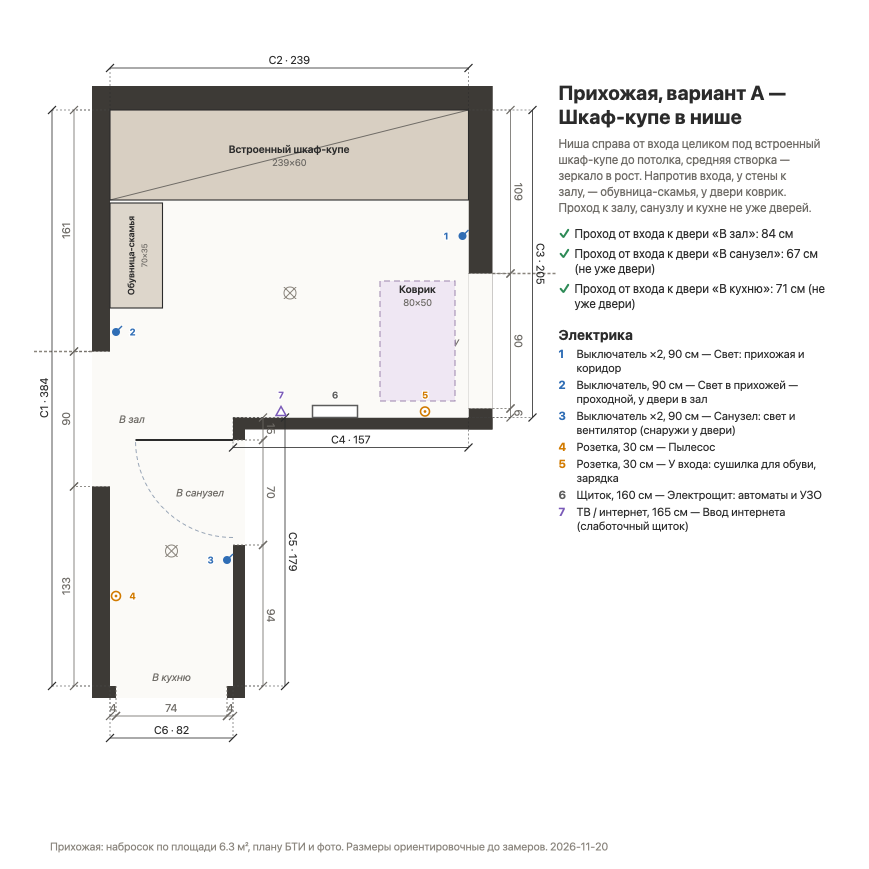 С2 · 239
Прихожая, вариант А —
Шкаф-купе в нише
Ниша справа от входа целиком под встроенный
шкаф-купе до потолка, средняя створка —
зеркало в рост. Напротив входа, у стены к
залу, — обувница-скамья, у двери коврик.
Проход к залу, санузлу и кухне не уже дверей.
Проход от входа к двери «В зал»: 84 см
Проход от входа к двери «В санузел»: 67 см
(не уже двери)
Проход от входа к двери «В кухню»: 71 см (не
уже двери)
Электрика
1 Выключатель ×2, 90 см — Свет: прихожая и
коридор
2 Выключатель, 90 см — Свет в прихожей —
проходной, у двери в зал
3 Выключатель ×2, 90 см — Санузел: свет и
вентилятор (снаружи у двери)
4 Розетка, 30 см — Пылесос
5 Розетка, 30 см — У входа: сушилка для обуви,
зарядка
6 Щиток, 160 см — Электрощит: автоматы и УЗО
7 ТВ / интернет, 165 см — Ввод интернета
(слаботочный щиток)
Встроенный шкаф-купе
239×60
Обувница-скамья
70×35
161
109
С3 · 205
1
Коврик
80×50
2
90
6
7
6
5
С1 · 384
90
В зал
15
С4 · 157
В санузел
70
С5 · 179
3
133
4
94
В кухню
4
74
4
С6 · 82
Прихожая: набросок по площади 6.3 м², плану БТИ и фото. Размеры ориентировочные до замеров. 2026-11-20